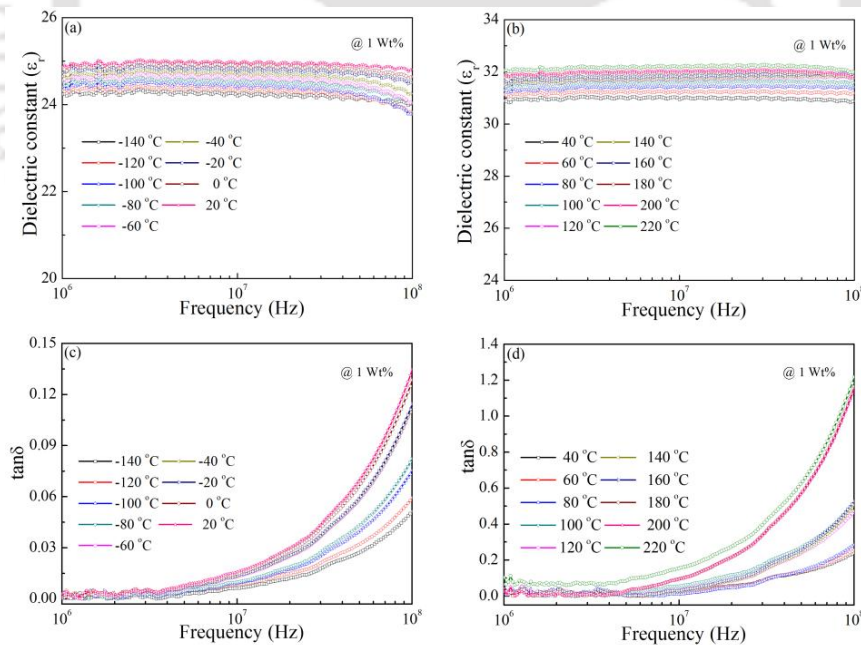 (a)
@ 1 Wt%
Dielectric constant (εr)
26
24
22
20
-140 °C
-40 °C
-120 °C
-20 °C
-100 °C
0 °C
-80 °C
20 °C
-60 °C
10^6
10^7
10^8
Frequency (Hz)
(b)
@ 1 Wt%
Dielectric constant (εr)
34
32
30
28
26
24
40 °C
140 °C
60 °C
160 °C
80 °C
180 °C
100 °C
200 °C
120 °C
220 °C
10^6
10^7
10^8
Frequency (Hz)
(c)
@ 1 Wt%
tanδ
0.15
0.12
0.09
0.06
0.03
0.00
-140 °C
-40 °C
-120 °C
-20 °C
-100 °C
0 °C
-80 °C
20 °C
-60 °C
10^6
10^7
10^8
Frequency (Hz)
(d)
@ 1 Wt%
tanδ
1.4
1.2
1.0
0.8
0.6
0.4
0.2
0.0
40 °C
140 °C
60 °C
160 °C
80 °C
180 °C
100 °C
200 °C
120 °C
220 °C
10^6
10^7
10^8
Frequency (Hz)